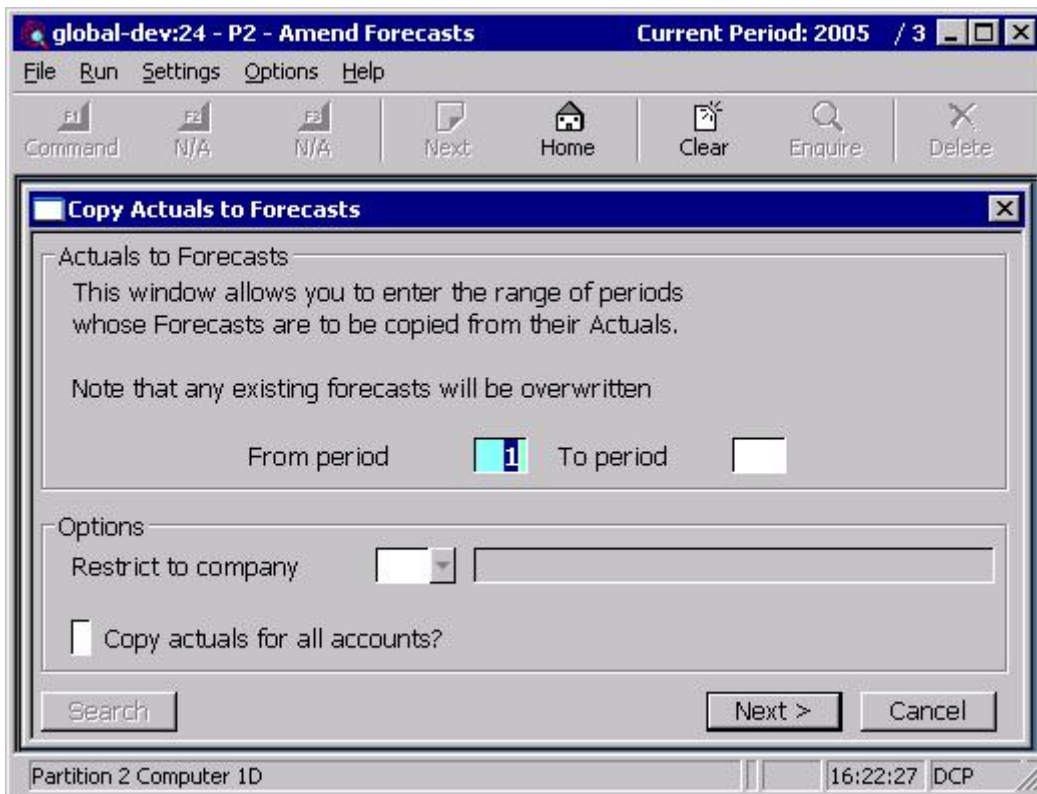 global-dev:24 - P2 - Amend Forecasts Current Period: 2005 / 3
File Run Settings Options Help
F1 F2 F3
Command N/A N/A Next Home Clear Enquire Delete
Copy Actuals to Forecasts
Actuals to Forecasts
This window allows you to enter the range of periods
whose Forecasts are to be copied from their Actuals.
Note that any existing forecasts will be overwritten
From period 1 To period
Options
Restrict to company
Copy actuals for all accounts?
Search Next > Cancel
Partition 2 Computer 1D 16:22:27 DCP